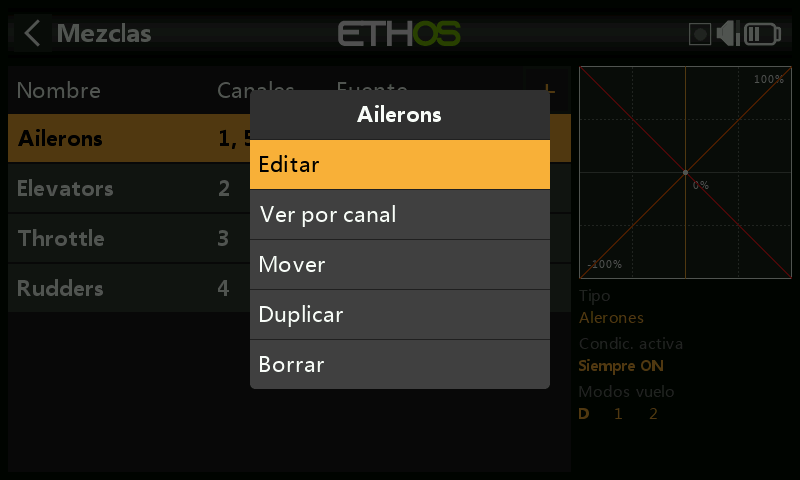 Mezclas
ETHOS
Nombre Canales Fuente +
Ailerons
Ailerons 1, 5
Editar
Elevators 2
Ver por canal
Throttle 3
Mover
Rudders 4
Duplicar
Borrar
100%
0%
-100%
Tipo
Alerones
Condic. activa
Siempre ON
Modos vuelo
D 1 2